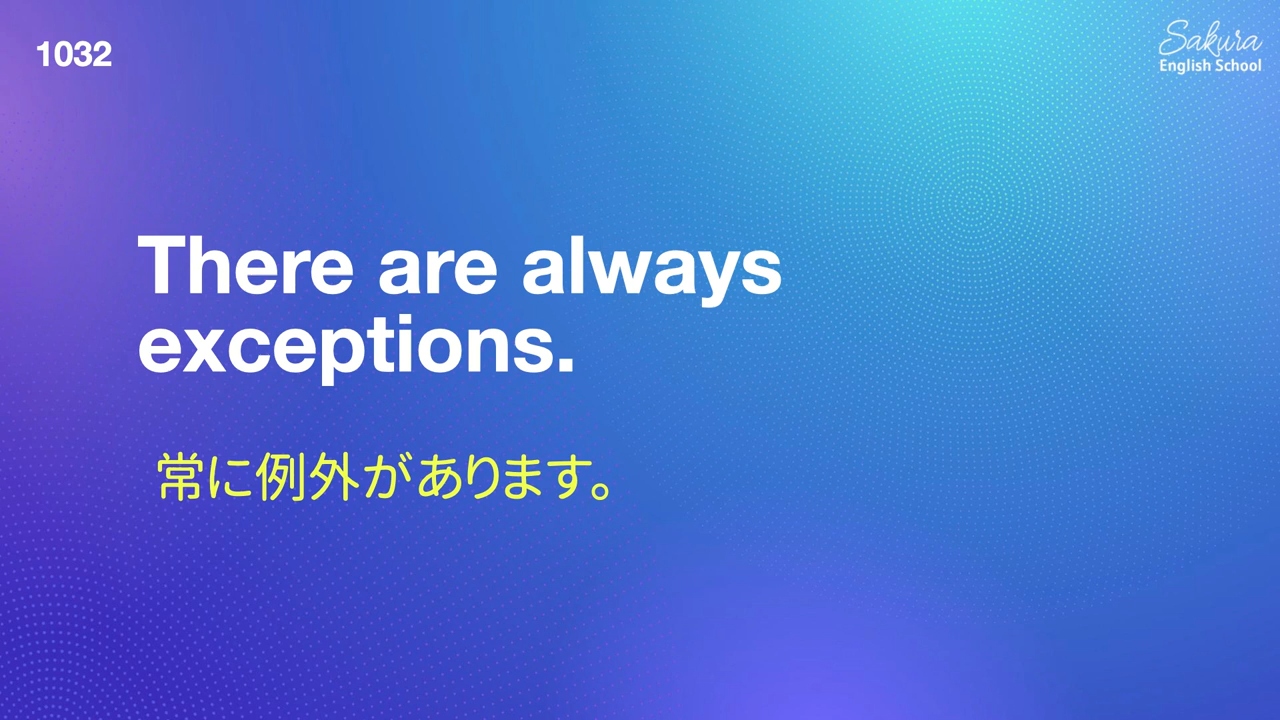 1032
Sakura
English School
There are always
exceptions.
常に例外があります。